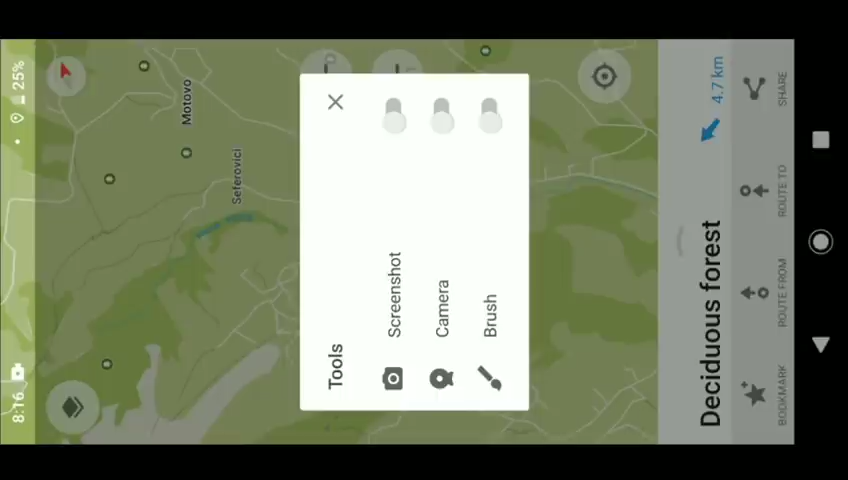 8:16
25%
Motovo
Seferovici
Tools
Screenshot
Camera
Brush
Deciduous forest
4.7 km
BOOKMARK
ROUTE FROM
ROUTE TO
SHARE